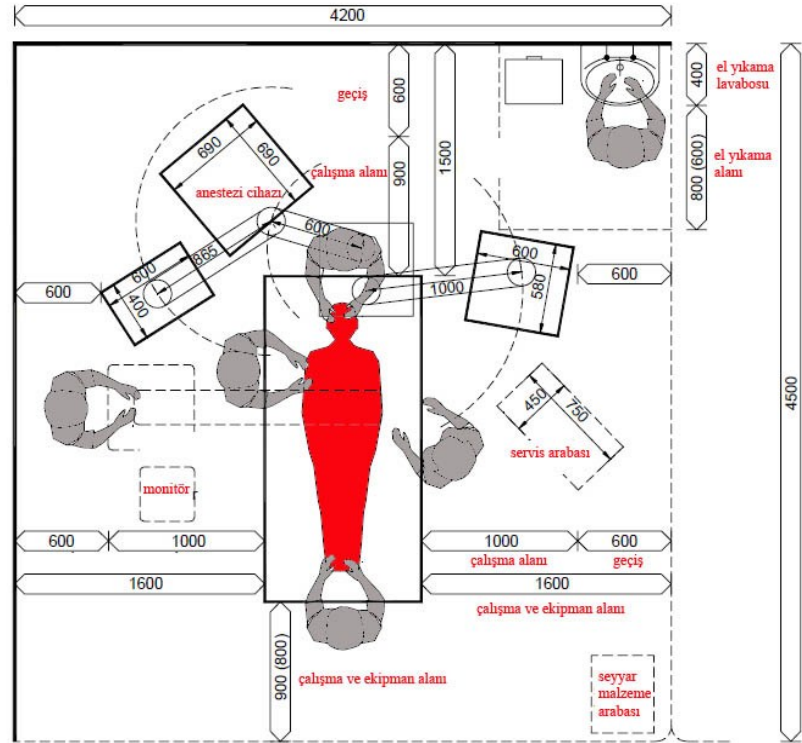 4200
geçiş
600
1500
400
el yıkama
lavabosu
690
690
çalışma alanı
900
800 (600)
el yıkama
alanı
anestezi cihazı
600
865
600
400
600
1000
600
580
600
4500
450
750
servis arabası
monitör
600
1000
1000
600
çalışma alanı
geçiş
1600
1600
çalışma ve ekipman alanı
900 (800)
çalışma ve ekipman alanı
seyyar
malzeme
arabası